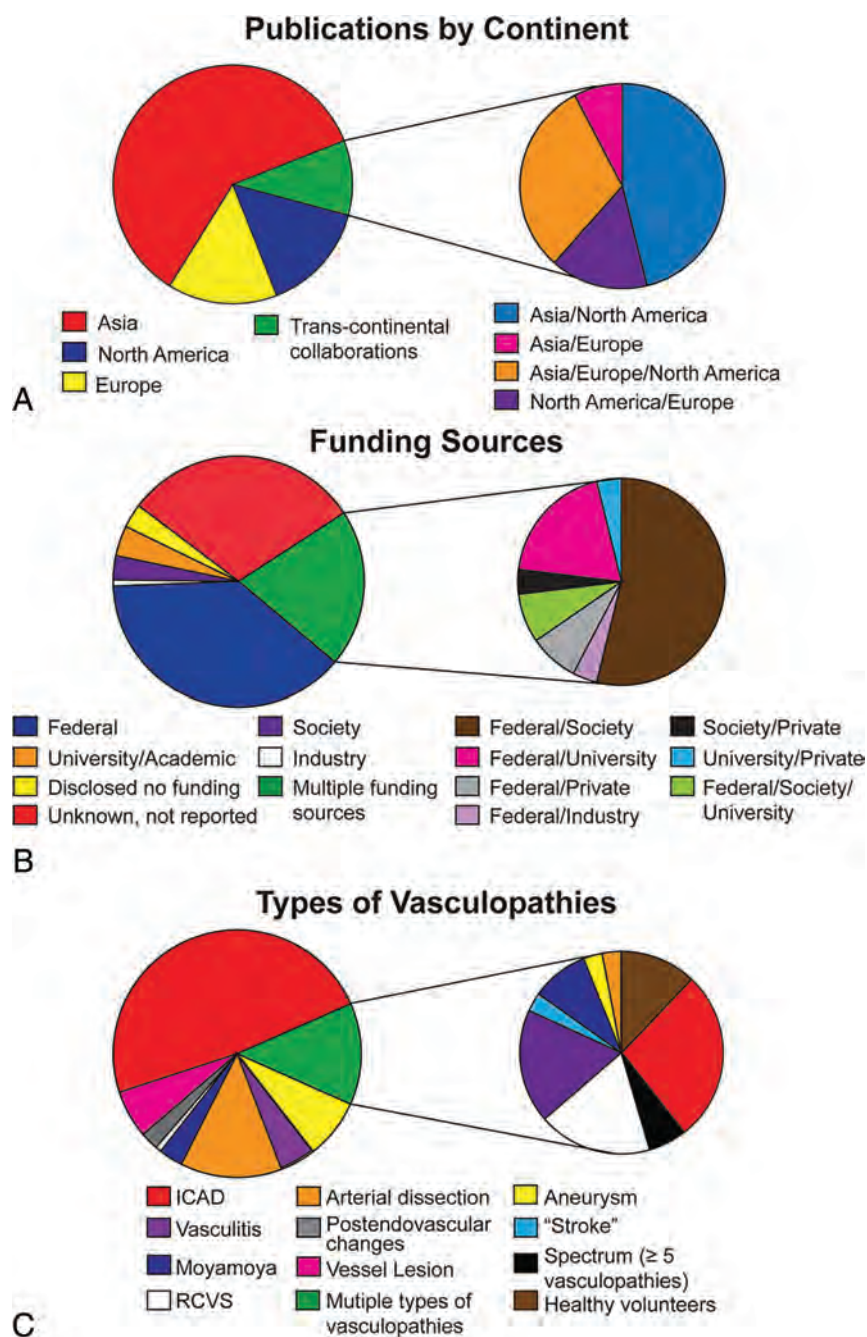 Publications by Continent
Asia
North America
Europe
Trans-continental
collaborations
Asia/North America
Asia/Europe
Asia/Europe/North America
North America/Europe
A
Funding Sources
Federal
University/Academic
Disclosed no funding
Unknown, not reported
Society
Industry
Multiple funding
sources
Federal/Society
Federal/University
Federal/Private
Federal/Industry
Society/Private
University/Private
Federal/Society/
University
B
Types of Vasculopathies
ICAD
Vasculitis
Moyamoya
RCVS
Arterial dissection
Postendovascular
changes
Vessel Lesion
Mutiple types of
vasculopathies
Aneurysm
“Stroke”
Spectrum (≥ 5
vasculopathies)
Healthy volunteers
C